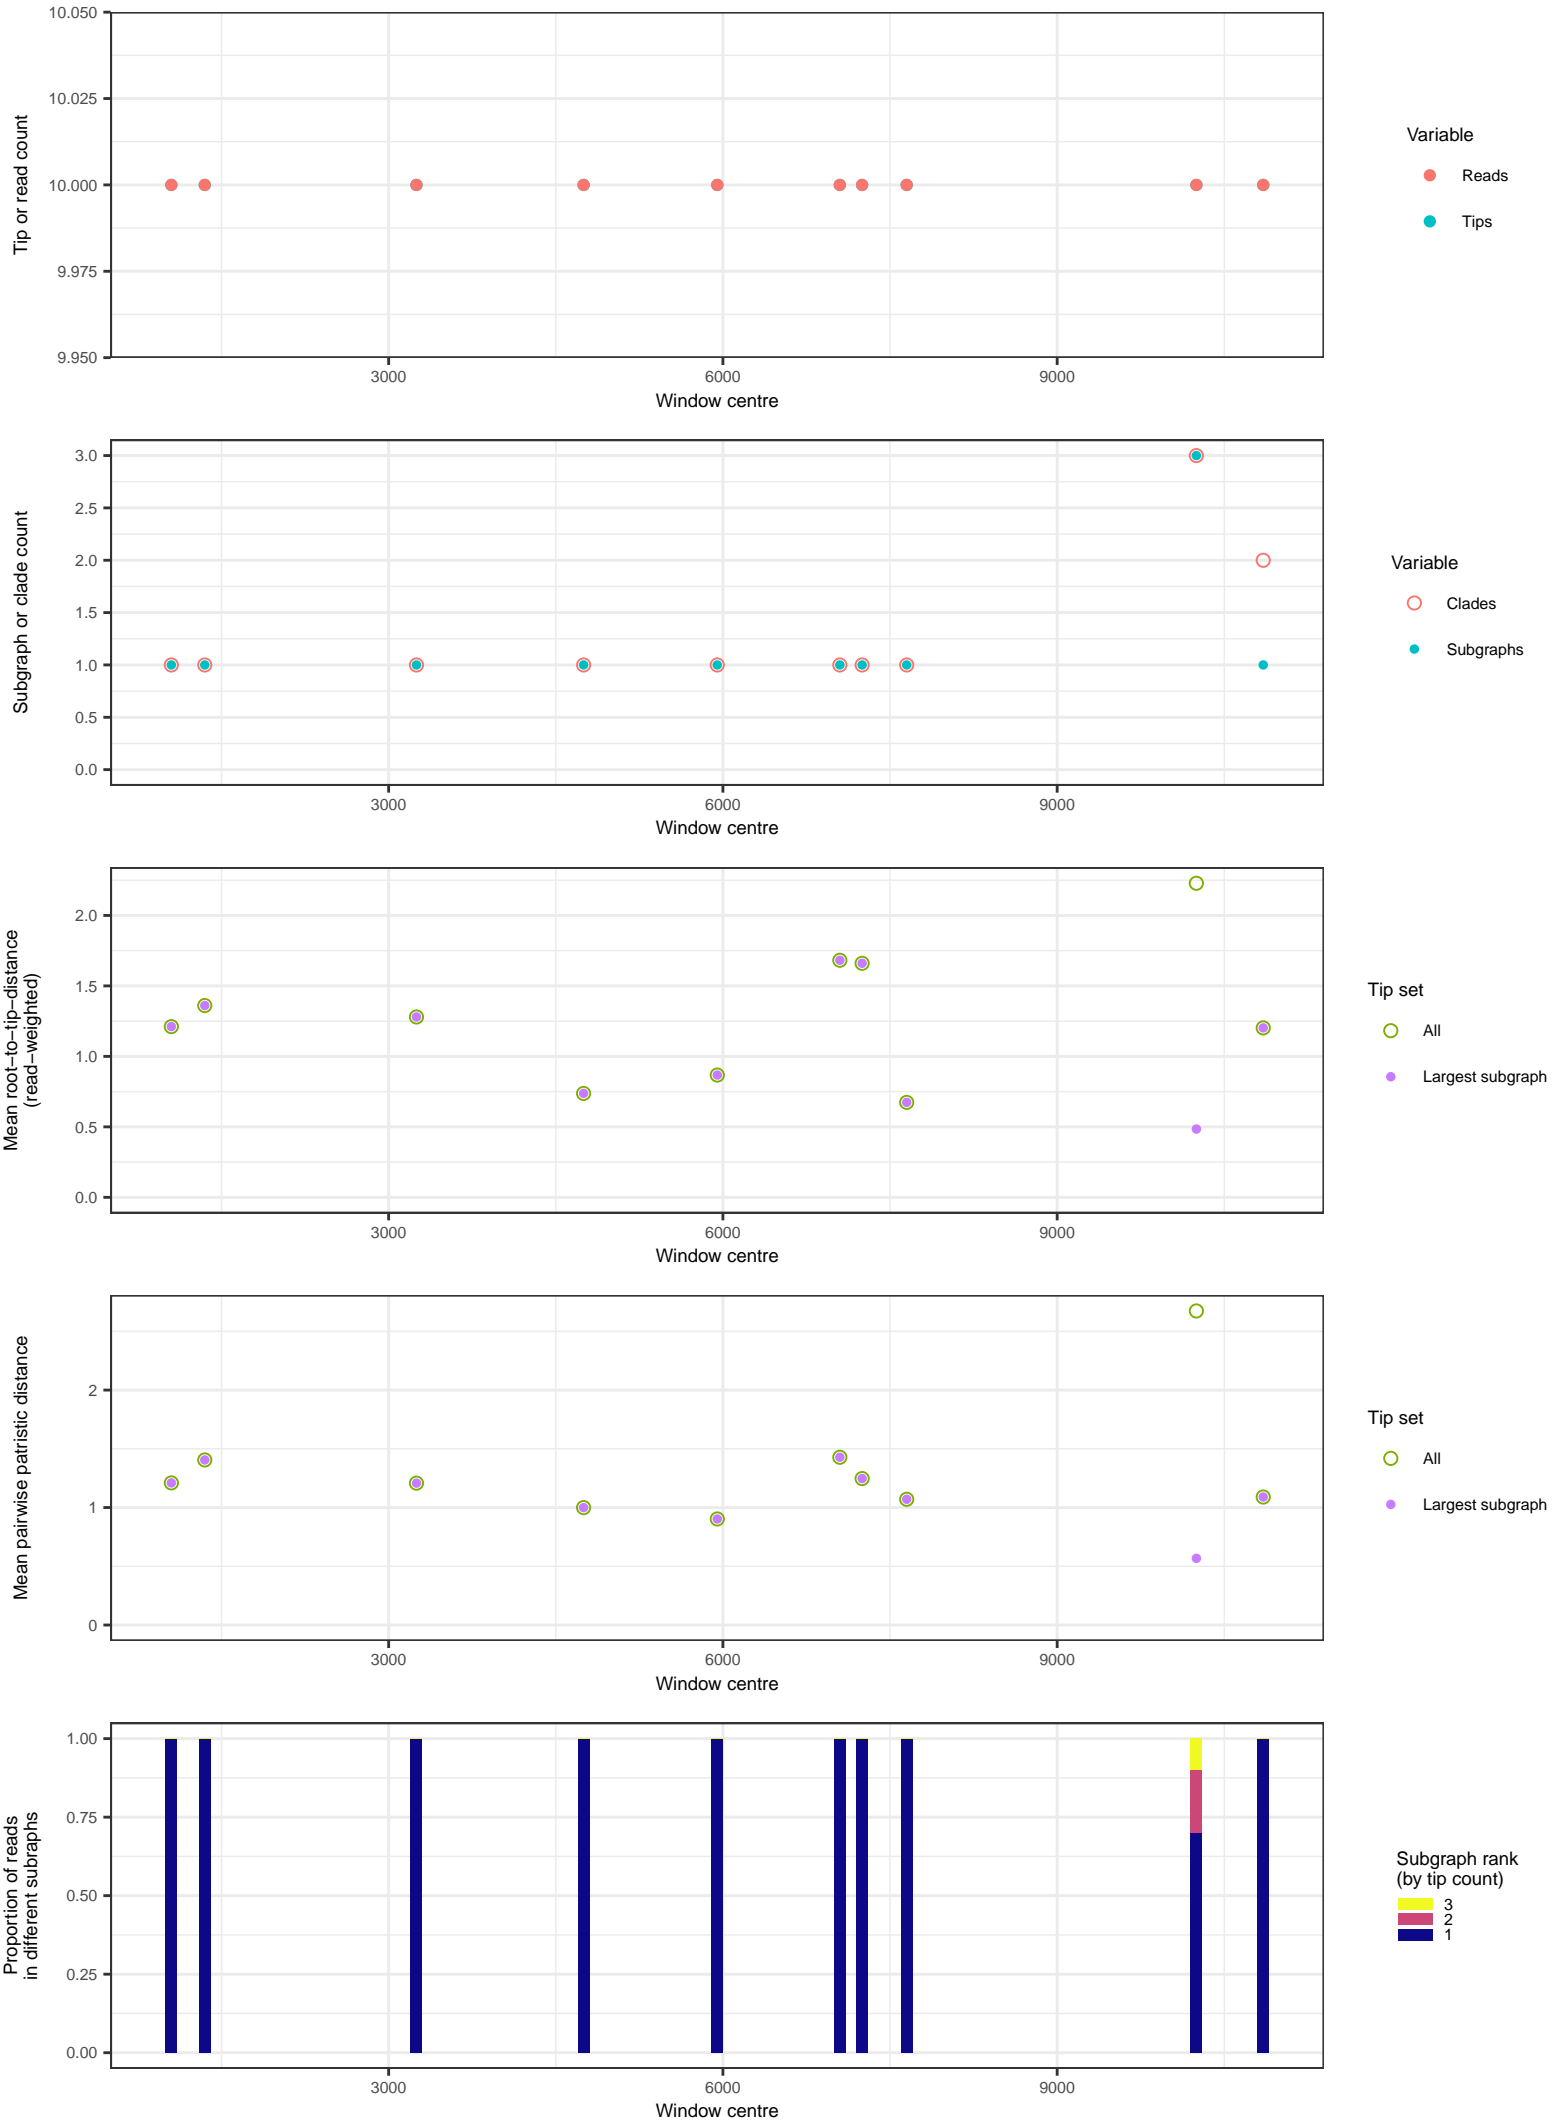 10.050
10.025
10.000
9.975
9.950
Tip or read count
3000 6000 9000
Window centre
Variable
Reads
Tips
3.0
2.5
2.0
1.5
1.0
0.5
0.0
Subgraph or clade count
3000 6000 9000
Window centre
Variable
Clades
Subgraphs
2.0
1.5
1.0
0.5
0.0
Mean root−to−tip−distance
(read−weighted)
3000 6000 9000
Window centre
Tip set
All
Largest subgraph
2
1
0
Mean pairwise patristic distance
3000 6000 9000
Window centre
Tip set
All
Largest subgraph
1.00
0.75
0.50
0.25
0.00
Proportion of reads
in different subraphs
3000 6000 9000
Window centre
Subgraph rank
(by tip count)
3
2
1